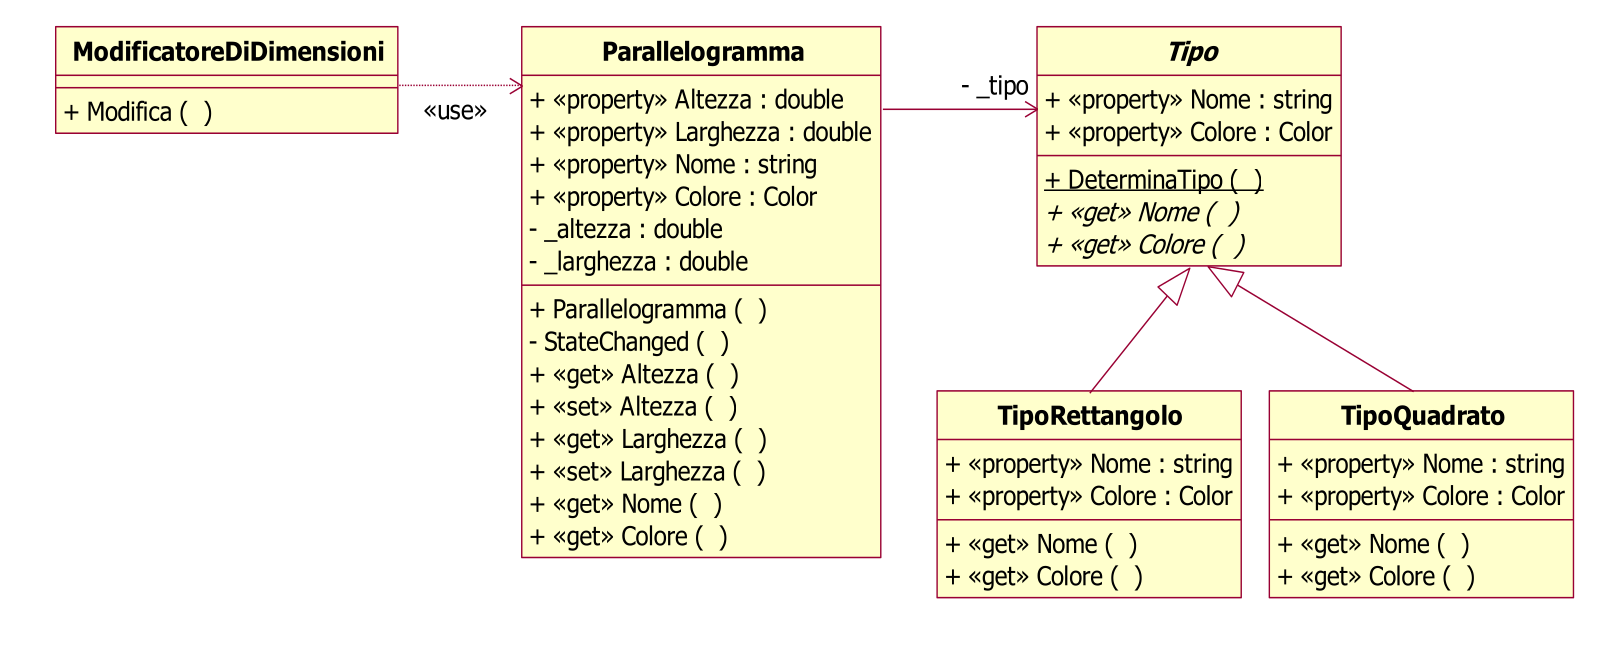 ModificatoreDiDimensioni
+ Modifica (  )
«use»
Parallelogramma
+ «property» Altezza : double
+ «property» Larghezza : double
+ «property» Nome : string
+ «property» Colore : Color
- _altezza : double
- _larghezza : double
+ Parallelogramma (  )
- StateChanged (  )
+ «get» Altezza (  )
+ «set» Altezza (  )
+ «get» Larghezza (  )
+ «set» Larghezza (  )
+ «get» Nome (  )
+ «get» Colore (  )
- _tipo
Tipo
+ «property» Nome : string
+ «property» Colore : Color
+ DeterminaTipo (  )
+ «get» Nome (  )
+ «get» Colore (  )
TipoRettangolo
+ «property» Nome : string
+ «property» Colore : Color
+ «get» Nome (  )
+ «get» Colore (  )
TipoQuadrato
+ «property» Nome : string
+ «property» Colore : Color
+ «get» Nome (  )
+ «get» Colore (  )